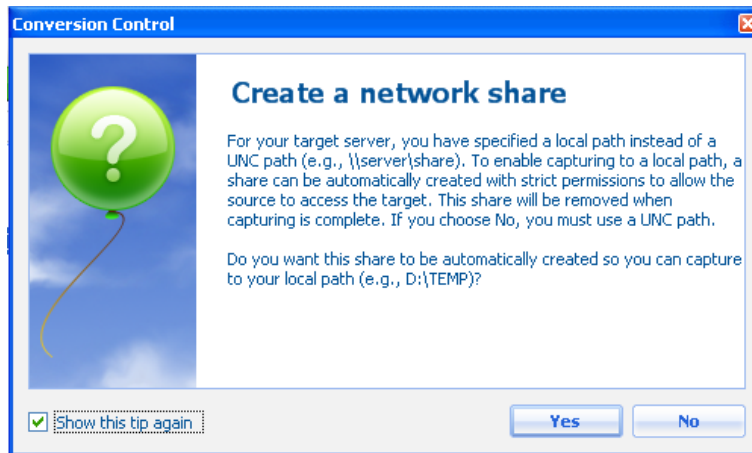 Conversion Control
?
Create a network share
For your target server, you have specified a local path instead of a
UNC path (e.g., \\server\share). To enable capturing to a local path, a
share can be automatically created with strict permissions to allow the
source to access the target. This share will be removed when
capturing is complete. If you choose No, you must use a UNC path.
Do you want this share to be automatically created so you can capture
to your local path (e.g., D:\TEMP)?
Show this tip again
Yes
No